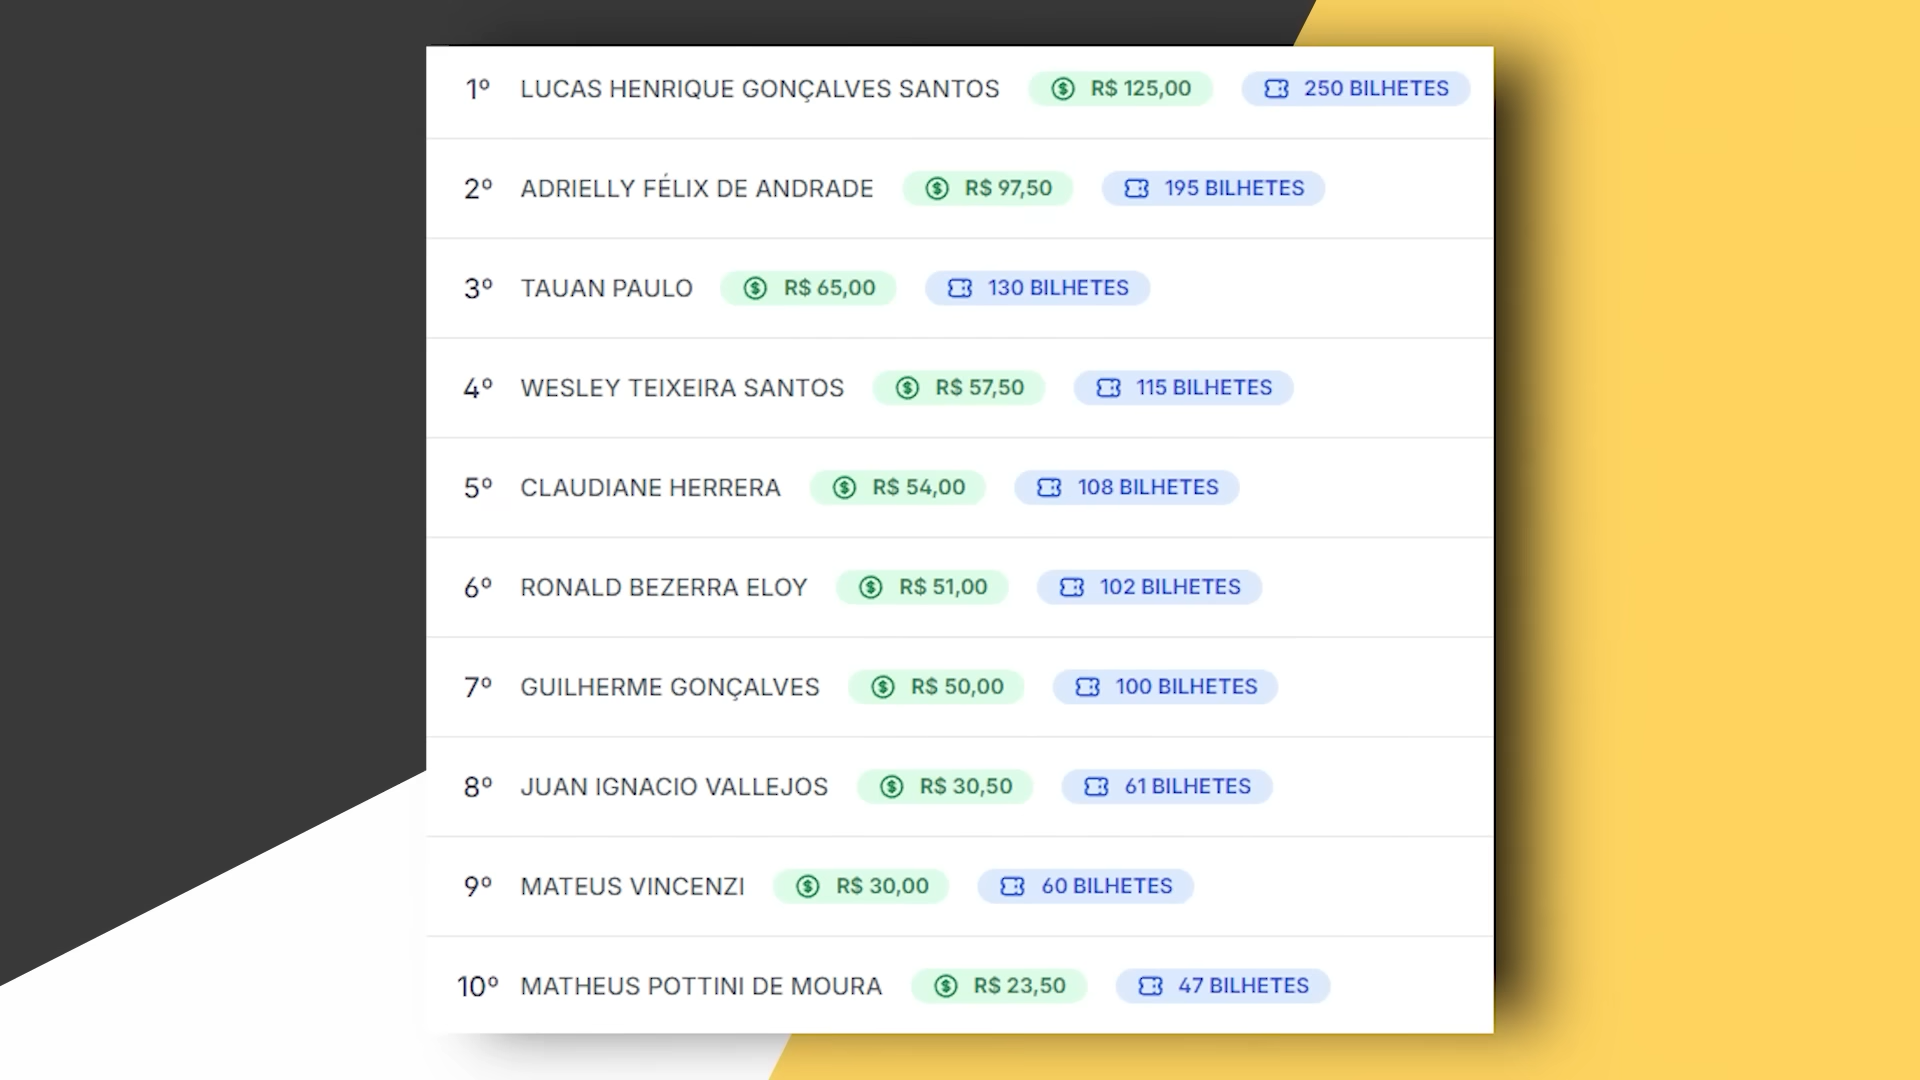 1º LUCAS HENRIQUE GONÇALVES SANTOS R$ 125,00 250 BILHETES
2º ADRIELLY FÉLIX DE ANDRADE R$ 97,50 195 BILHETES
3º TAUAN PAULO R$ 65,00 130 BILHETES
4º WESLEY TEIXEIRA SANTOS R$ 57,50 115 BILHETES
5º CLAUDIANE HERRERA R$ 54,00 108 BILHETES
6º RONALD BEZERRA ELOY R$ 51,00 102 BILHETES
7º GUILHERME GONÇALVES R$ 50,00 100 BILHETES
8º JUAN IGNACIO VALLEJOS R$ 30,50 61 BILHETES
9º MATEUS VINCENZI R$ 30,00 60 BILHETES
10º MATHEUS POTTINI DE MOURA R$ 23,50 47 BILHETES